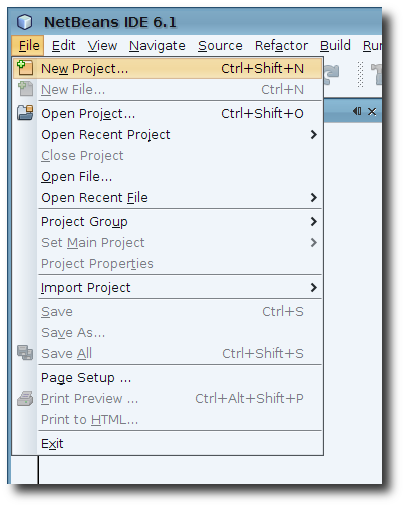 NetBeans IDE 6.1
File Edit View Navigate Source Refactor Build
New Project... Ctrl+Shift+N
New File... Ctrl+N
Open Project... Ctrl+Shift+O
Open Recent Project
Close Project
Open File...
Open Recent File
Project Group
Set Main Project
Project Properties
Import Project
Save Ctrl+S
Save As...
Save All Ctrl+Shift+S
Page Setup ...
Print Preview ... Ctrl+Alt+Shift+P
Print to HTML...
Exit